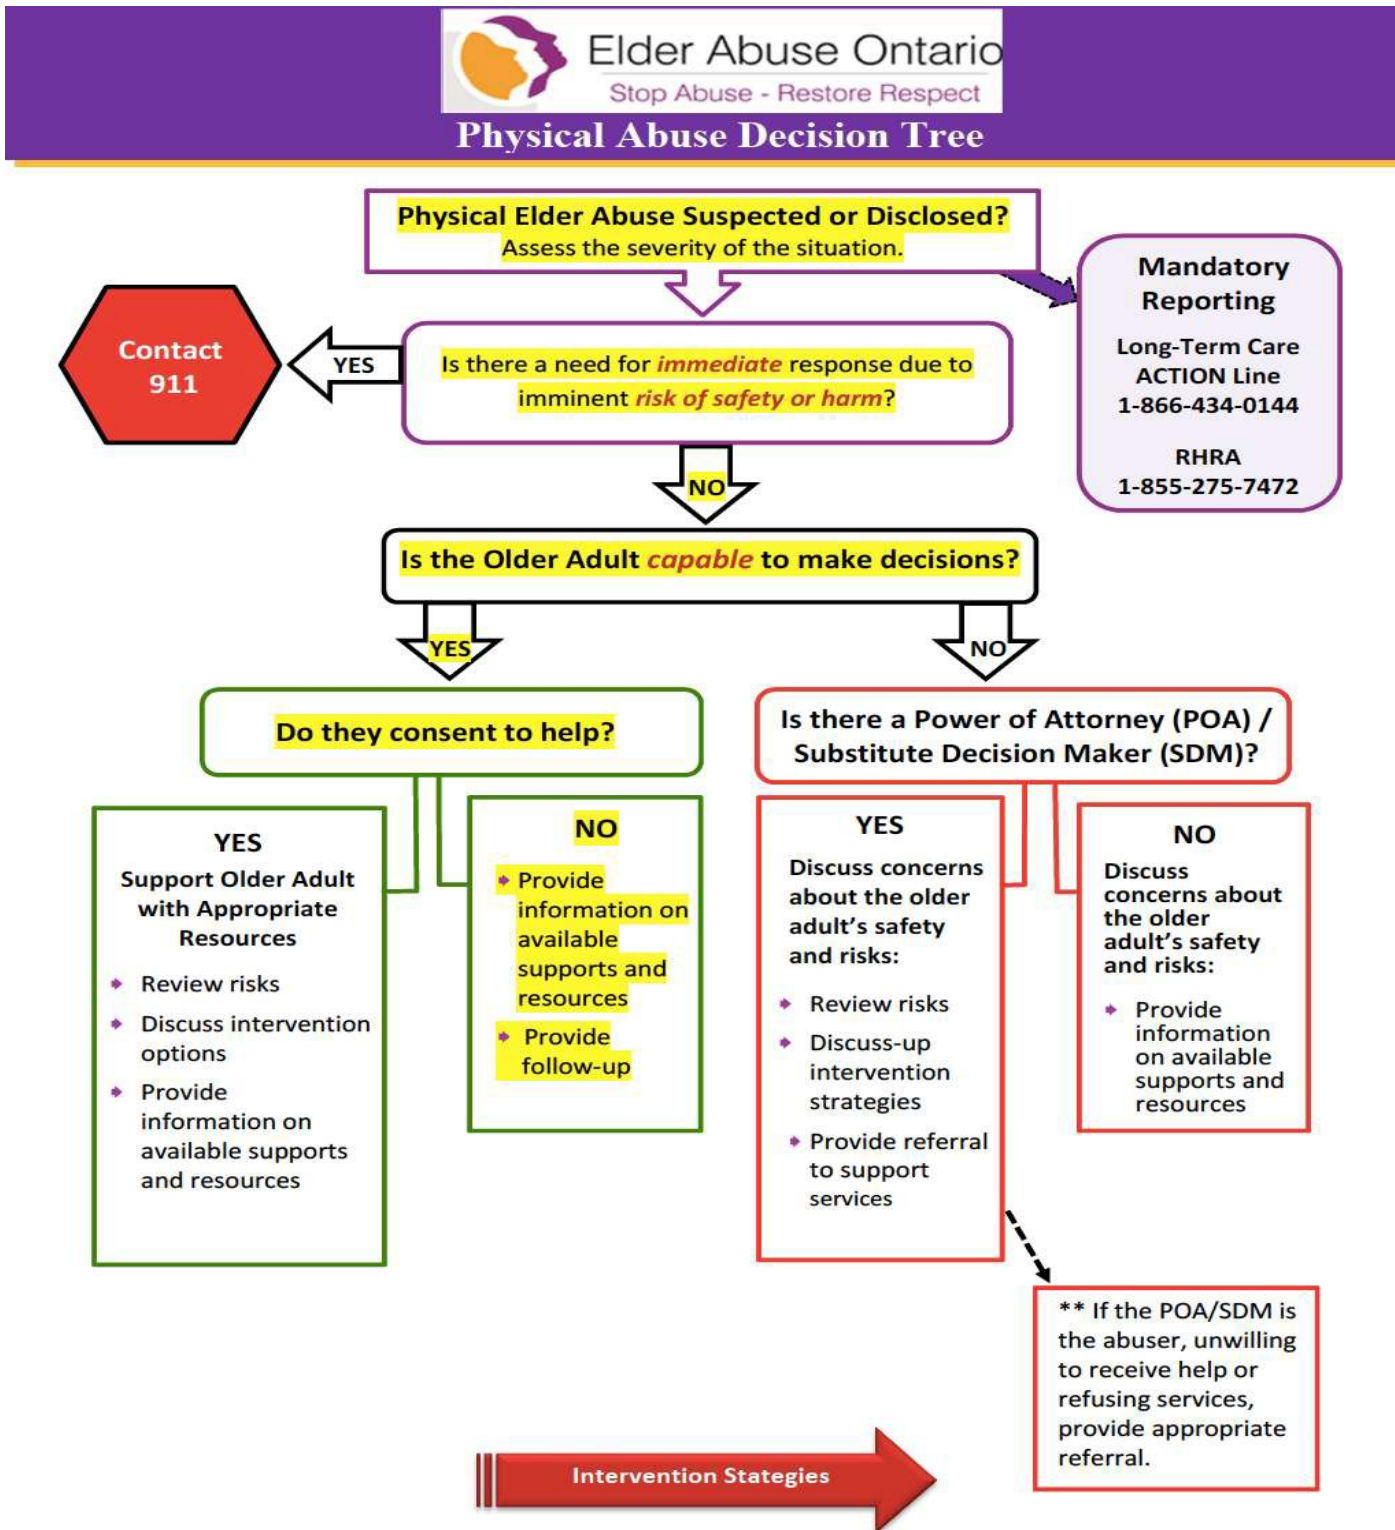 Elder Abuse Ontario
Stop Abuse - Restore Respect
Physical Abuse Decision Tree
Physical Elder Abuse Suspected or Disclosed?
Assess the severity of the situation.
Mandatory
Reporting
Long-Term Care
ACTION Line
1-866-434-0144
RHRA
1-855-275-7472
Contact
911
YES
Is there a need for immediate response due to
imminent risk of safety or harm?
NO
Is the Older Adult capable to make decisions?
YES
NO
Do they consent to help?
Is there a Power of Attorney (POA) /
Substitute Decision Maker (SDM)?
YES
Support Older Adult
with Appropriate
Resources
Review risks
Discuss intervention
options
Provide
information on
available supports
and resources
NO
Provide
information on
available
supports and
resources
Provide
follow-up
YES
Discuss concerns
about the older
adult's safety
and risks:
Review risks
Discuss-up
intervention
strategies
Provide referral
to support
services
NO
Discuss
concerns about
the older
adult's safety
and risks:
Provide
information
on available
supports and
resources
** If the POA/SDM is
the abuser, unwilling
to receive help or
refusing services,
provide appropriate
referral.
Intervention Stategies